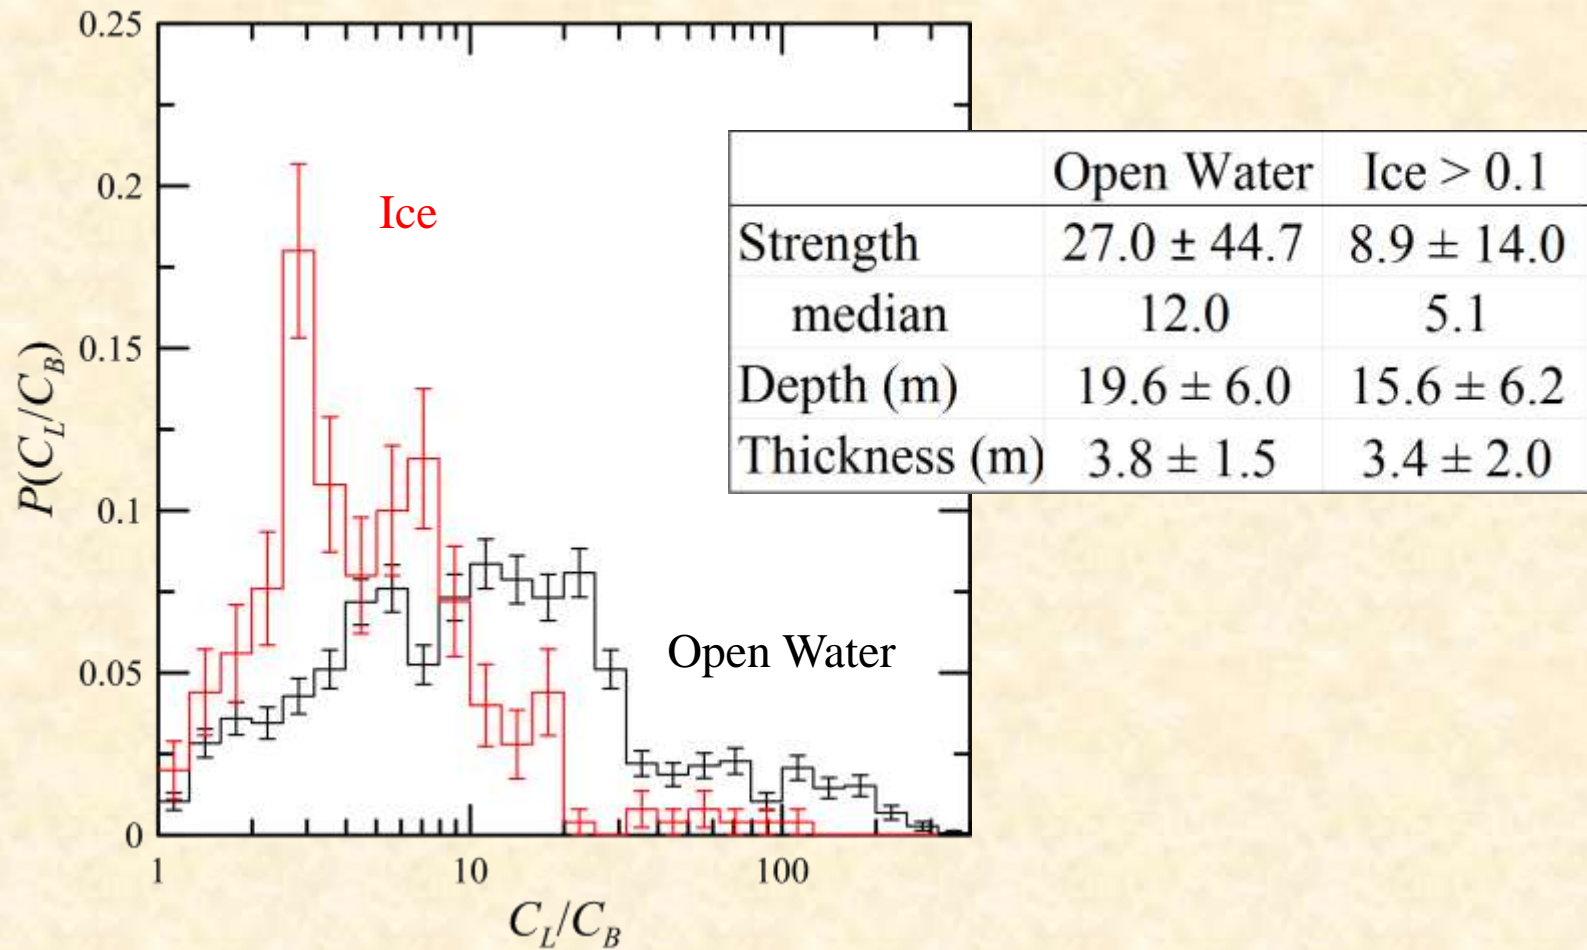 0.25
0.2
0.15
0.1
0.05
0
P(C_L/C_B)
Ice
Open Water
1 10 100
C_L/C_B
Open Water Ice > 0.1
Strength 27.0 ± 44.7 8.9 ± 14.0
median 12.0 5.1
Depth (m) 19.6 ± 6.0 15.6 ± 6.2
Thickness (m) 3.8 ± 1.5 3.4 ± 2.0